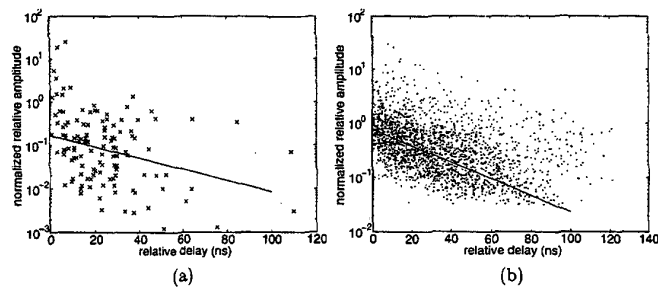 normalized relative amplitude
10^2
10^1
10^0
10^-1
10^-2
10^-3
0 20 40 60 80 100 120
relative delay (ns)
(a)
normalized relative amplitude
10^2
10^1
10^0
10^-1
10^-2
0 20 40 60 80 100 120 140
relative delay (ns)
(b)